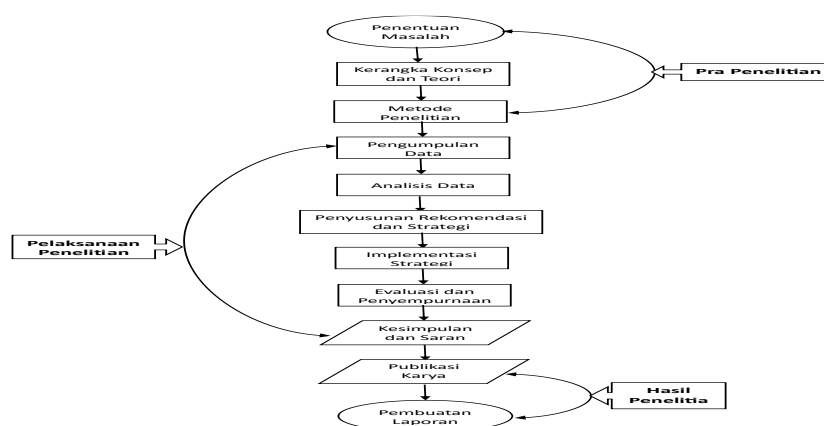 Penentuan
Masalah
Kerangka Konsep
dan Teori
Pra Penelitian
Metode
Penelitian
Pengumpulan
Data
Analisis Data
Penyusunan Rekomendasi
dan Strategi
Pelaksanaan
Penelitian
Implementasi
Strategi
Evaluasi dan
Penyempurnaan
Kesimpulan
dan Saran
Publikasi
Karya
Hasil
Penelitia
Pembuatan
Laporan